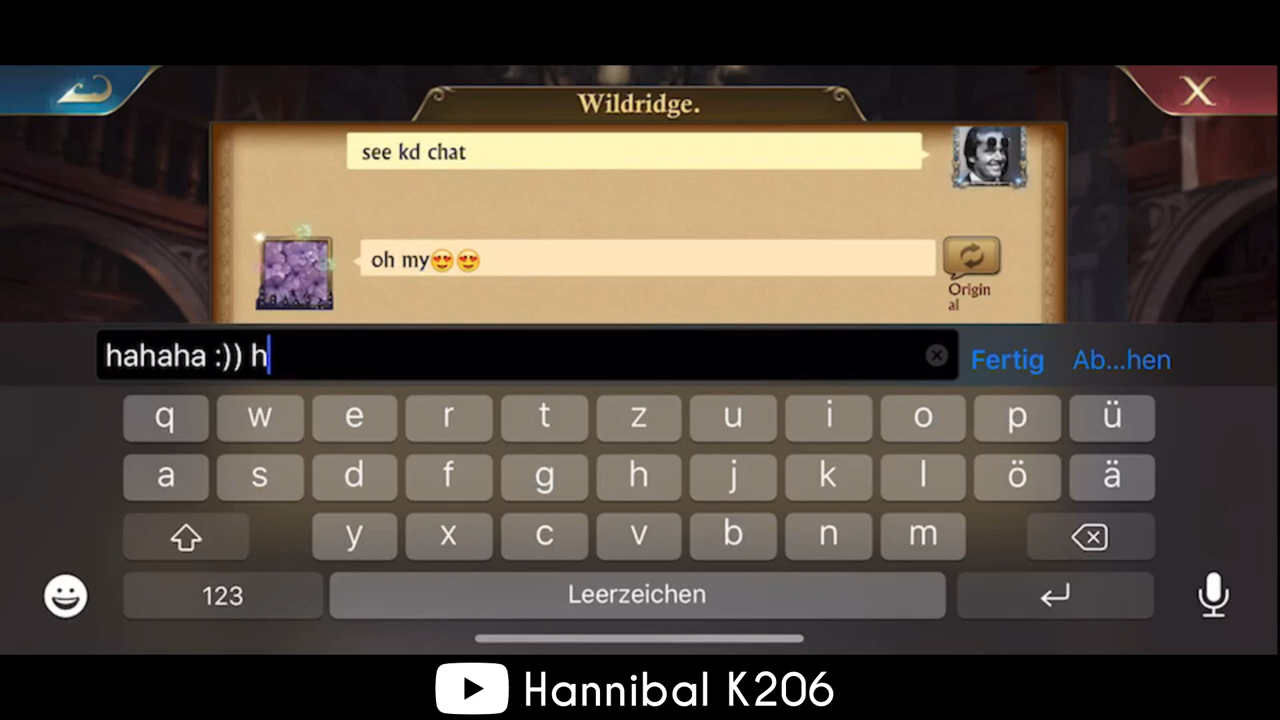 Wildridge.
see kd chat
oh my😍😍
Origin
al
hahaha :)) h
Fertig Ab...hen
q w e r t z u i o p ü
a s d f g h j k l ö ä
y x c v b n m
123 Leerzeichen
Hannibal K206